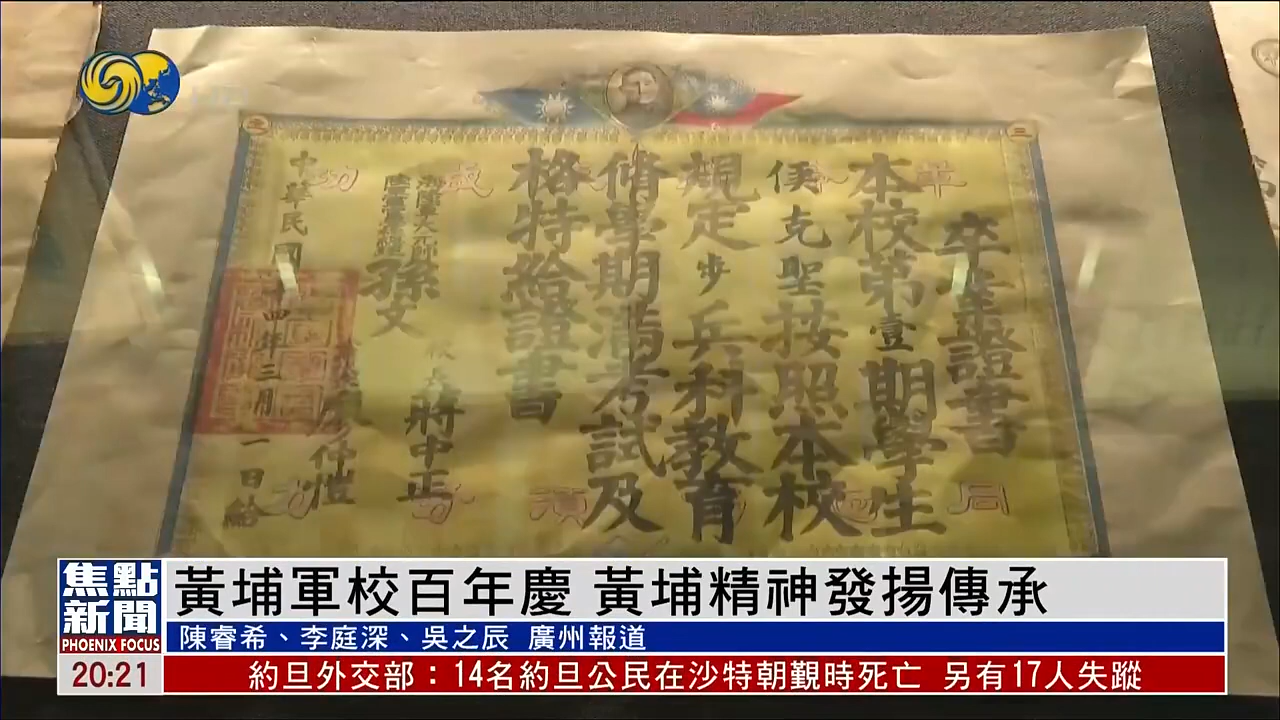 卒業證書
本校第壹期學生
侯克聖按照本校
規定步兵科教育
脩學期滿考試及
格特給證書
海陸軍大元帥
孫文
校長蔣中正
廖仲愷
中華民國十四年三月一日給
焦點新聞
PHOENIX FOCUS
黃埔軍校百年慶 黃埔精神發揚傳承
陳睿希、李庭深、吳之辰 廣州報道
20:21
約旦外交部：14名約旦公民在沙特朝覲時死亡 另有17人失蹤